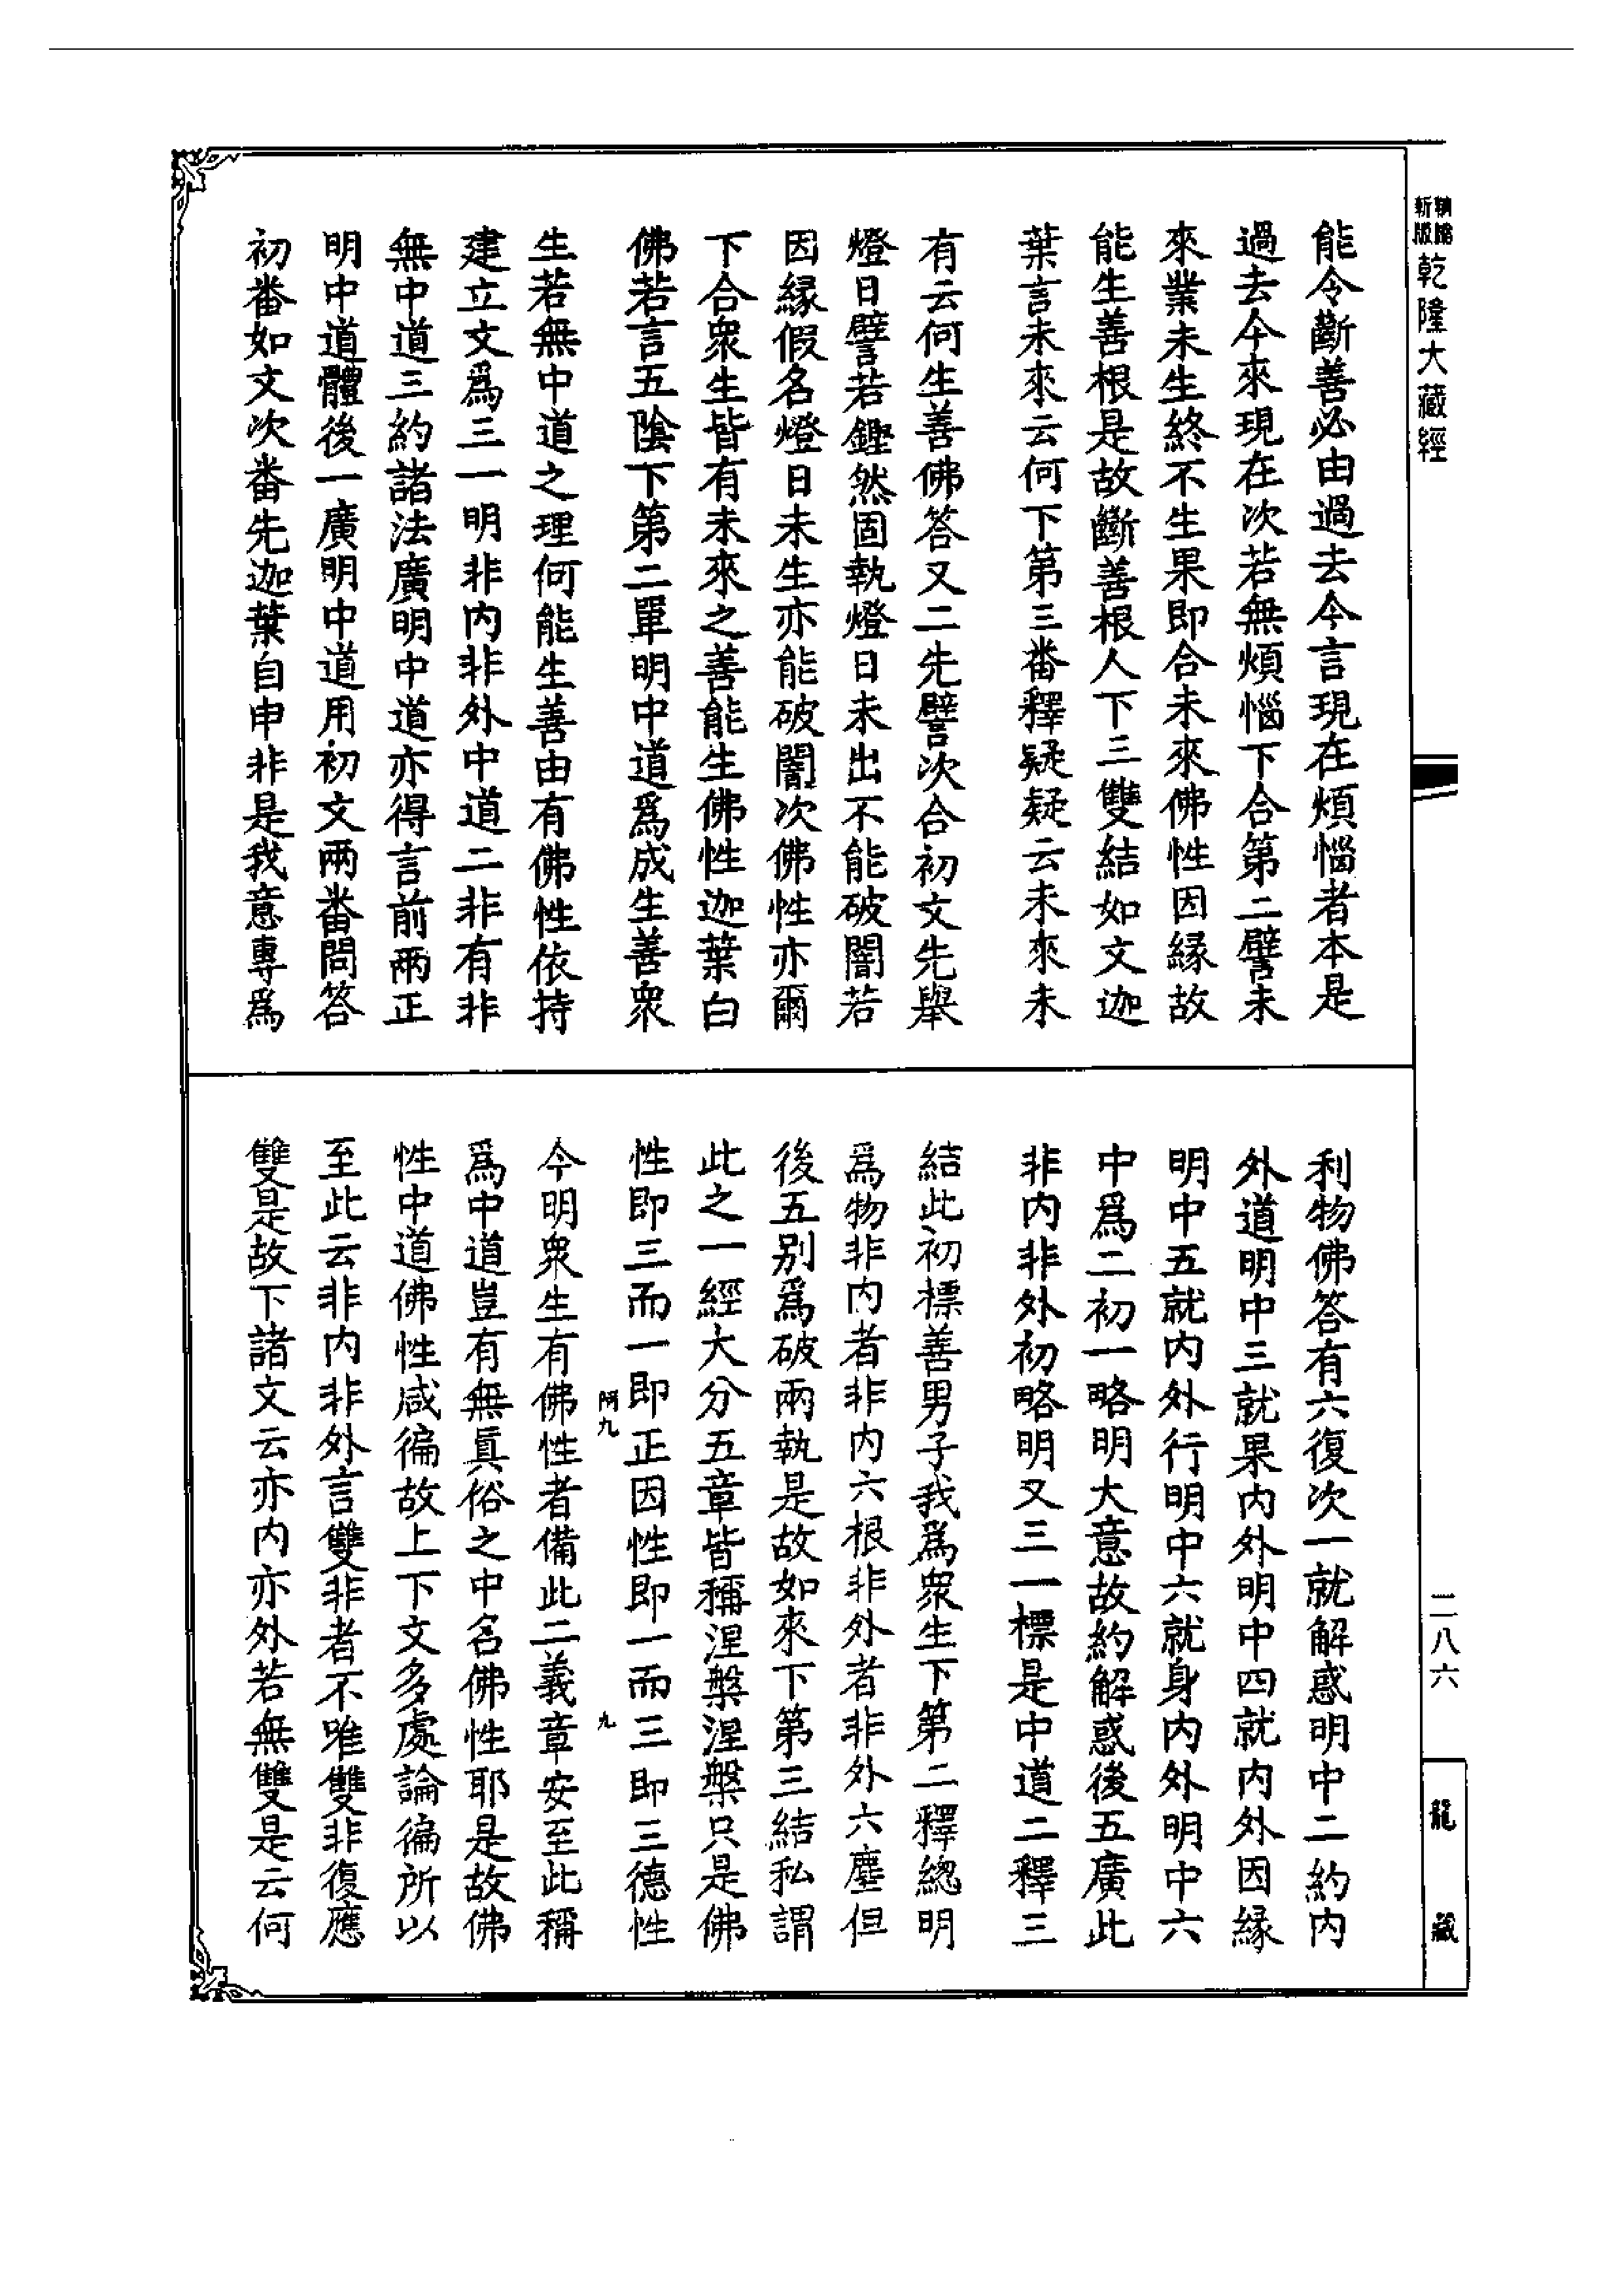 新版
精縮
乾隆大藏經
能令斷善必由過去今言現在煩惱者本是
過去今來現在次若無煩惱下合第二譬未
來業未生終不生果即合未來佛性因緣故
能生善根是故斷善根人下三雙結如文迦
葉言未來云何下第三番釋疑疑云未來未
有云何生善佛答又二先譬次合初文先舉
燈日譬若鏗然固執燈日未出不能破闇若
因緣假名燈日未生亦能破闇次佛性亦爾
下合眾生皆有未來之善能生佛性迦葉白
佛若言五陰下第二單明中道為成生善眾
生若無中道之理何能生善由有佛性依持
建立文為三一明非內非外中道二非有非
無中道三約諸法廣明中道亦得言前兩正
明中道體後一廣明中道用初文兩番問答
初番如文次番先迦葉自申非是我意專為
利物佛答有六復次一就解惑明中二約內
外道明中三就果內外明中四就內外因緣
明中五就內外行明中六就身內外明中六
中為二初一略明大意故約解惑後五廣此
非內非外初略明又三一標是中道二釋三
結此初標善男子我為眾生下第二釋總明
為物非內者非內六根非外者非外六塵但
後五別為破兩執是故如來下第三結私謂
此之一經大分五章皆稱涅槃涅槃只是佛
性即三而一即正因性即一而三即三德性
阿九
九
今明眾生有佛性者備此二義章安至此稱
為中道豈有無真俗之中名佛性耶是故佛
性中道佛性咸徧故上下文多處論徧所以
至此云非內非外言雙非者不唯雙非復應
雙是故下諸文云亦內亦外若無雙是云何
二八六
龍藏